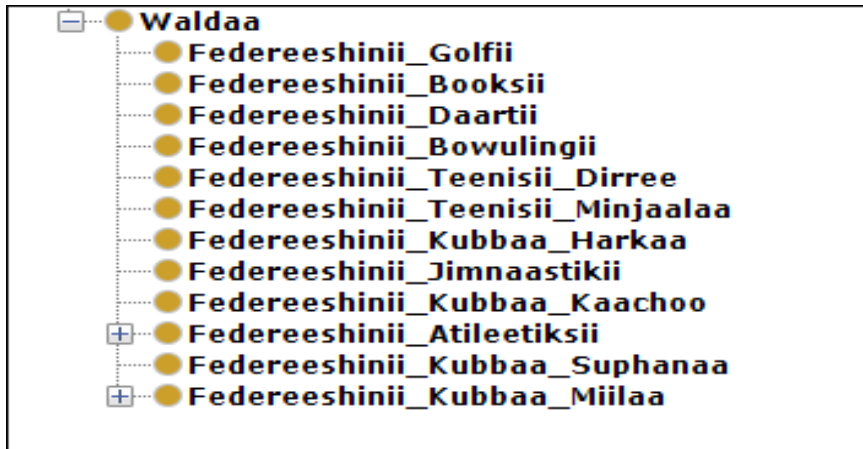 Waldaa
Federeeshinii_Golfii
Federeeshinii_Booksii
Federeeshinii_Daartii
Federeeshinii_Bowulingii
Federeeshinii_Teenisii_Dirree
Federeeshinii_Teenisii_Minjaalaa
Federeeshinii_Kubbaa_Harkaa
Federeeshinii_Jimnaastikii
Federeeshinii_Kubbaa_Kaachoo
Federeeshinii_Atileetiksii
Federeeshinii_Kubbaa_Suphanaa
Federeeshinii_Kubbaa_Miilaa